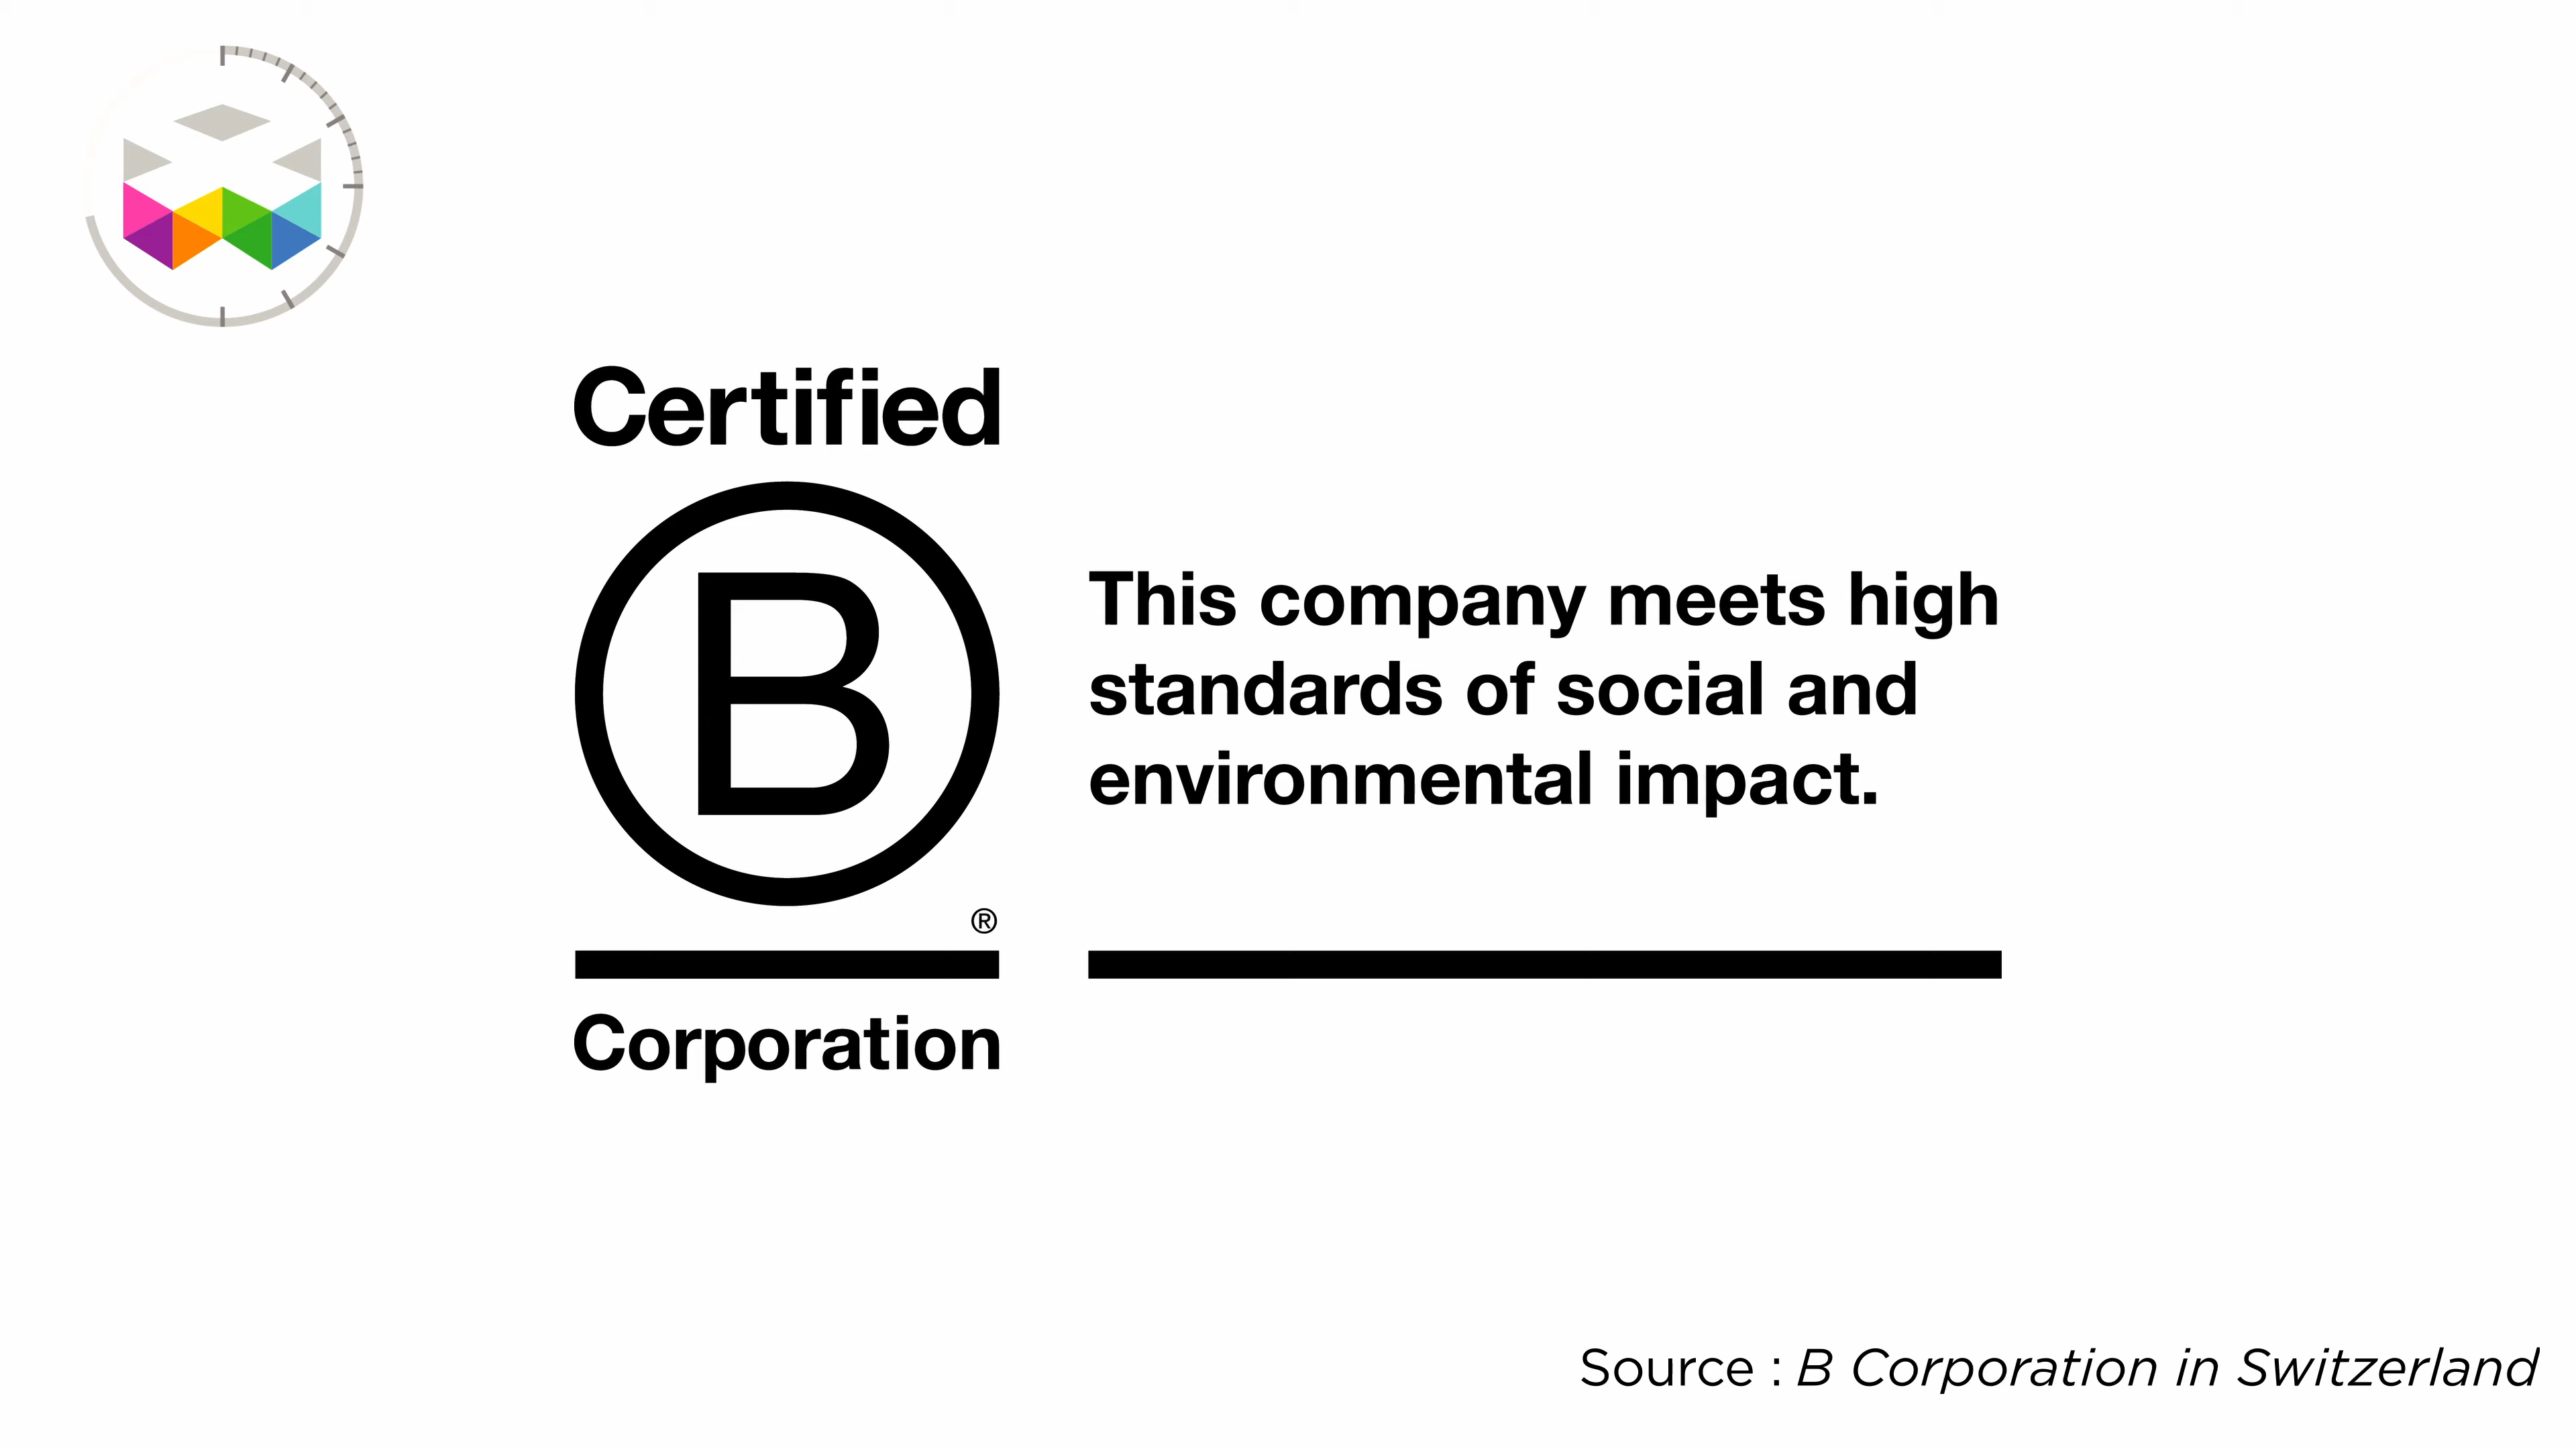 Certified
B
®
Corporation
This company meets high
standards of social and
environmental impact.
Source : B Corporation in Switzerland